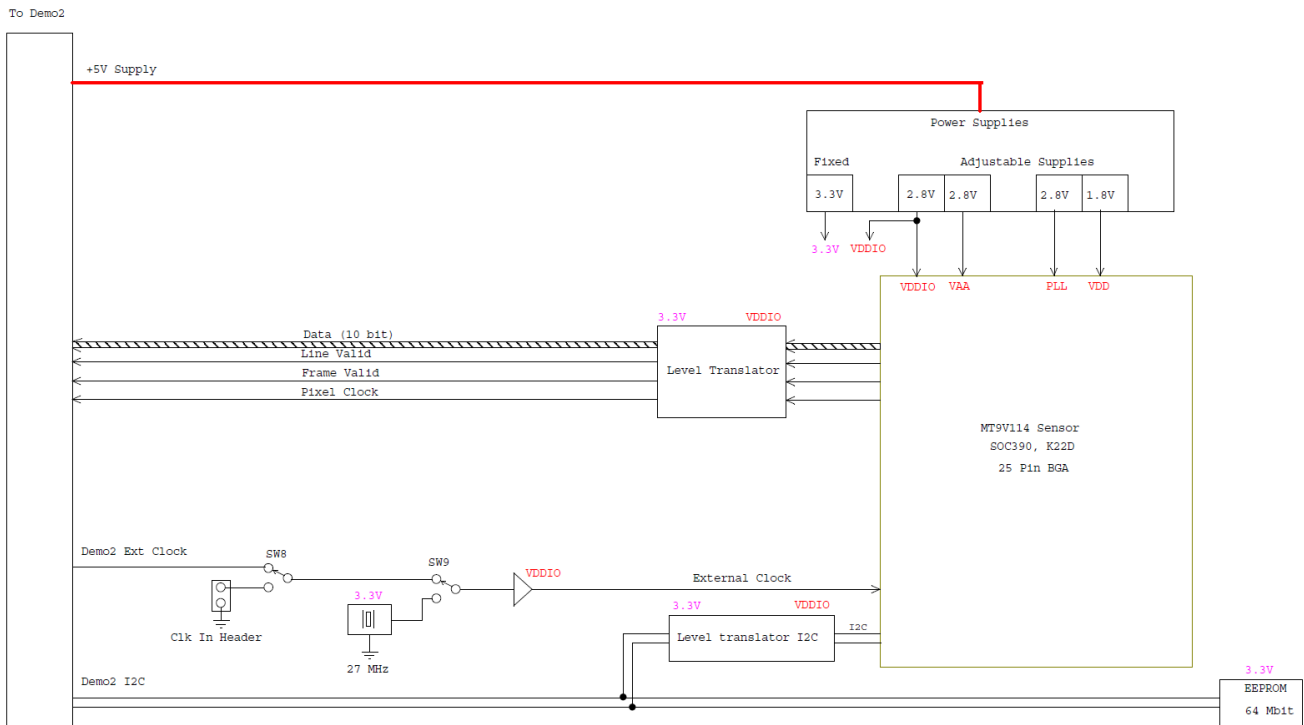 To Demo2
+5V Supply
Power Supplies
Fixed
Adjustable Supplies
3.3V
2.8V
2.8V
2.8V
1.8V
3.3V
VDDIO
VDDIO
VAA
PLL
VDD
3.3V
VDDIO
Data (10 bit)
Line Valid
Frame Valid
Pixel Clock
Level Translator
MT9V114 Sensor
SOC390, K22D
25 Pin BGA
Demo2 Ext Clock
SW8
SW9
VDDIO
External Clock
3.3V
Clk In Header
27 MHz
3.3V
VDDIO
Level translator I2C
I2C
Demo2 I2C
3.3V
EEPROM
64 Mbit